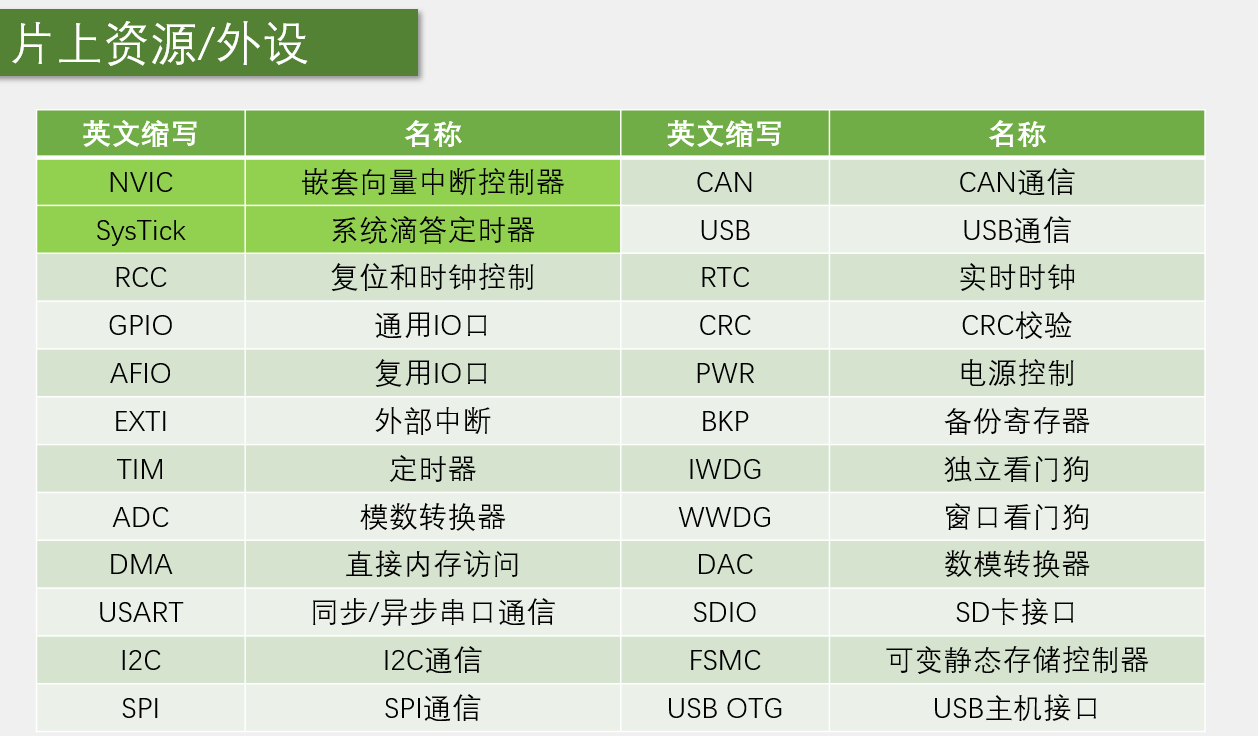 片上资源/外设
英文缩写 名称 英文缩写 名称
NVIC 嵌套向量中断控制器 CAN CAN通信
SysTick 系统滴答定时器 USB USB通信
RCC 复位和时钟控制 RTC 实时时钟
GPIO 通用IO口 CRC CRC校验
AFIO 复用IO口 PWR 电源控制
EXTI 外部中断 BKP 备份寄存器
TIM 定时器 IWDG 独立看门狗
ADC 模数转换器 WWDG 窗口看门狗
DMA 直接内存访问 DAC 数模转换器
USART 同步/异步串口通信 SDIO SD卡接口
I2C I2C通信 FSMC 可变静态存储控制器
SPI SPI通信 USB OTG USB主机接口